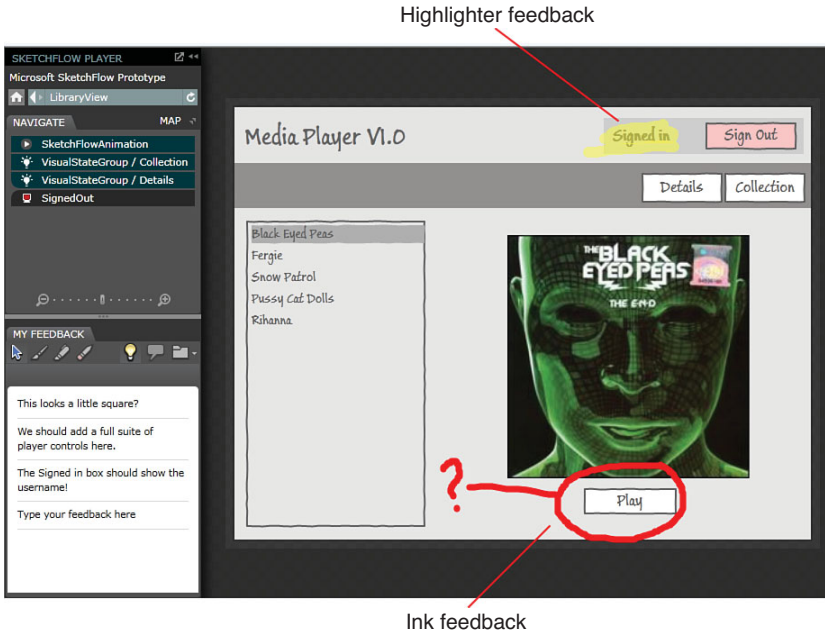 Highlighter feedback
SKETCHFLOW PLAYER
Microsoft SketchFlow Prototype
LibraryView
NAVIGATE MAP
SketchFlowAnimation
VisualStateGroup / Collection
VisualStateGroup / Details
SignedOut
MY FEEDBACK
This looks a little square?
We should add a full suite of
player controls here.
The Signed in box should show the
username!
Type your feedback here
Media Player V1.0
Signed in
Sign Out
Details
Collection
Black Eyed Peas
Fergie
Snow Patrol
Pussy Cat Dolls
Rihanna
THE BLACK
EYED PEAS
THE E•N•D
?
Play
Ink feedback